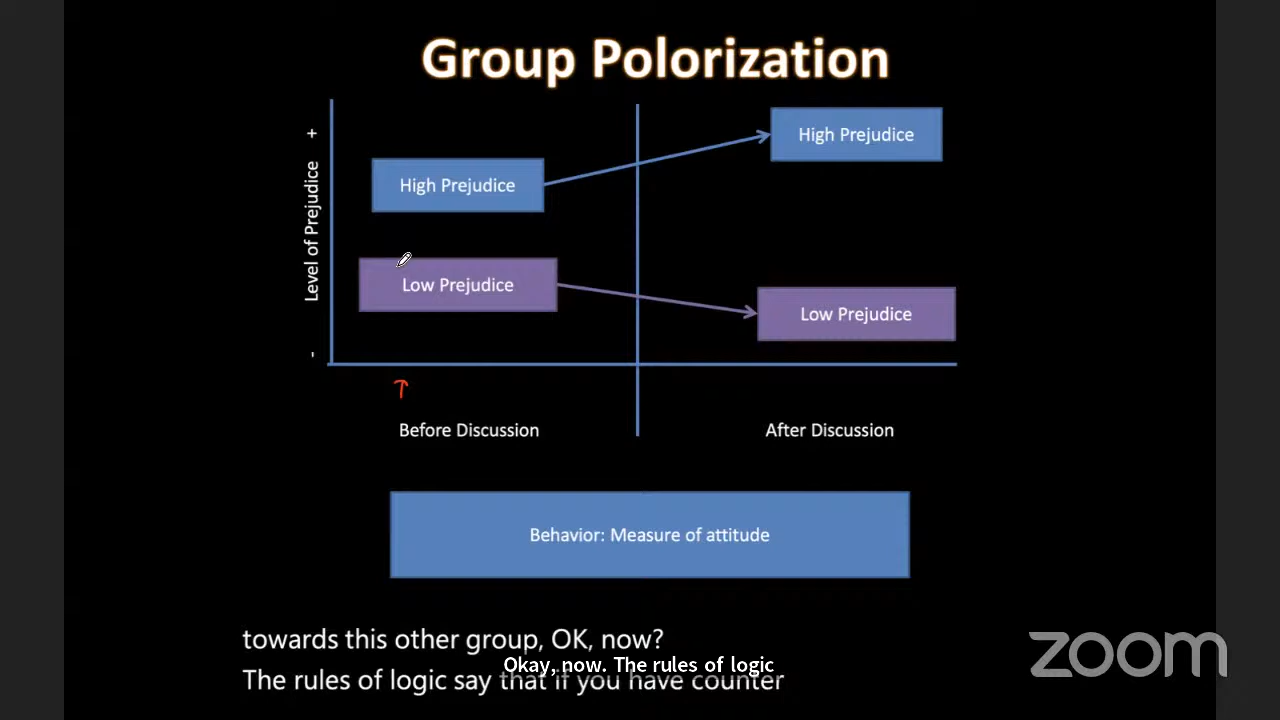 Group Polorization
+
High Prejudice
High Prejudice
Level of Prejudice
Low Prejudice
Low Prejudice
-
Before Discussion
After Discussion
Behavior: Measure of attitude
towards this other group, OK, now?
Okay, now. The rules of logic
The rules of logic say that if you have counter
zoom